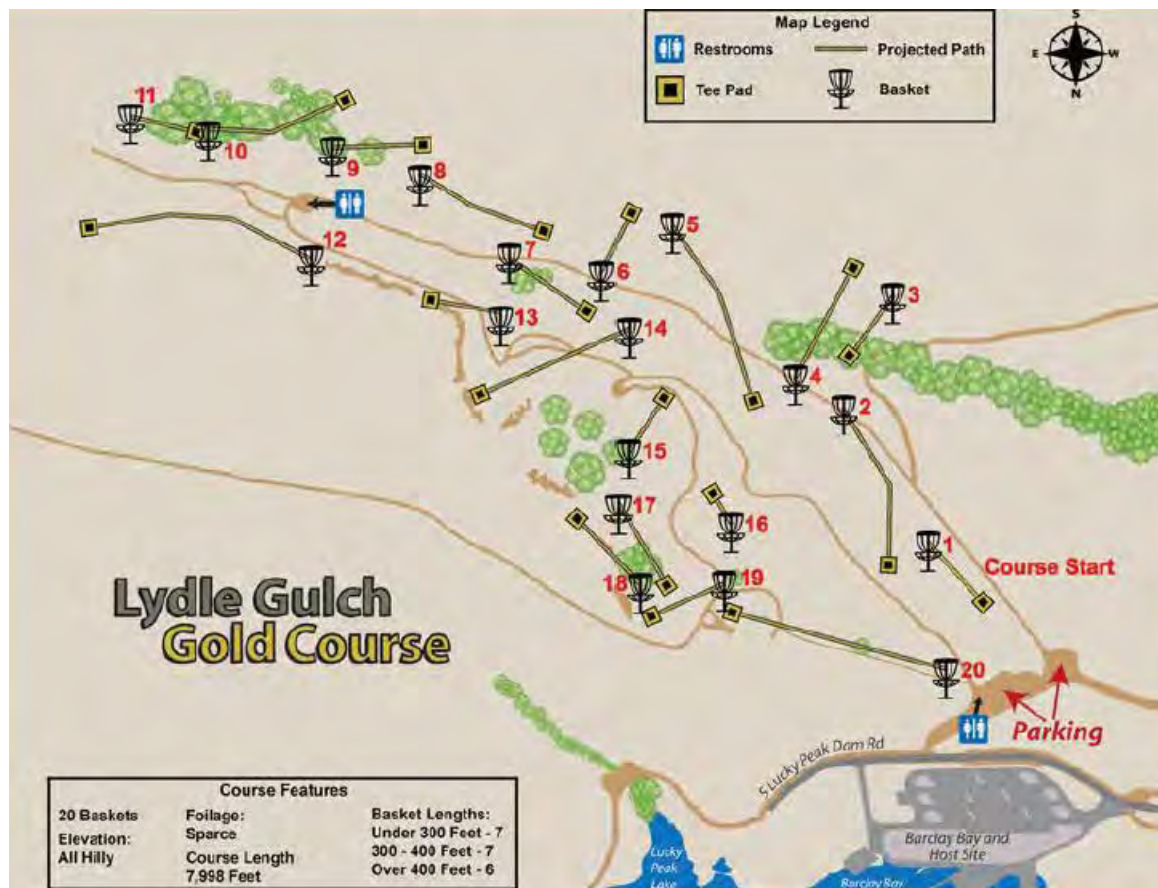 Map Legend
Restrooms
Projected Path
Tee Pad
Basket
S
E
W
N
11
10
9
8
12
7
6
5
3
13
14
4
2
15
17
16
1
Course Start
18
19
20
Parking
Lydle Gulch
Gold Course
S Lucky Peak Dam Rd
Barclay Bay and
Host Site
Lucky
Peak
Lake
Barclay Bay
Course Features
20 Baskets
Elevation:
All Hilly
Foilage:
Sparce
Course Length
7,998 Feet
Basket Lengths:
Under 300 Feet - 7
300 - 400 Feet - 7
Over 400 Feet - 6